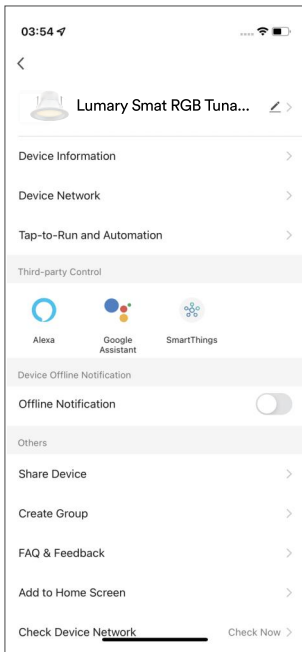 03:54
Lumary Smat RGB Tuna...
Device Information
Device Network
Tap-to-Run and Automation
Third-party Control
Alexa
Google
Assistant
SmartThings
Device Offline Notification
Offline Notification
Others
Share Device
Create Group
FAQ & Feedback
Add to Home Screen
Check Device Network Check Now